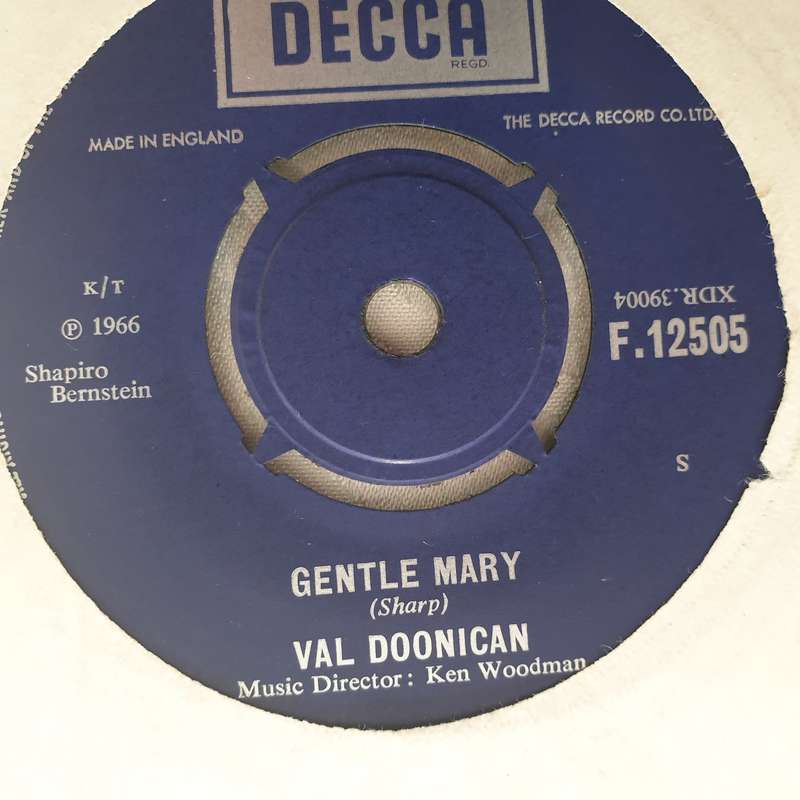 DECCA
REGD.
MADE IN ENGLAND
THE DECCA RECORD CO. LTD.
K/T
℗ 1966
Shapiro
Bernstein
XDR.39004
F.12505
S
GENTLE MARY
(Sharp)
VAL DOONICAN
Music Director: Ken Woodman